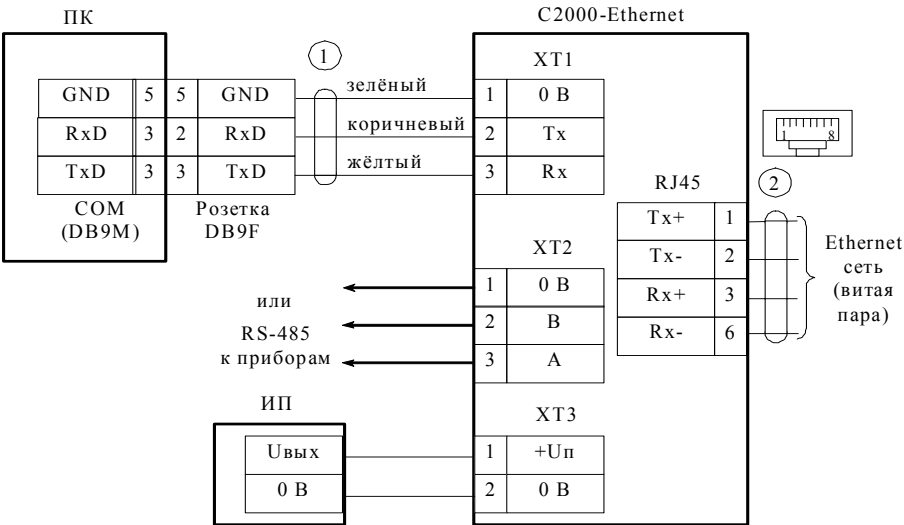 ПК
С2000-Ethernet
1
XT1
GND 5 5 GND
зелёный
1 0 В
RxD 3 2 RxD
коричневый
2 Tx
TxD 3 3 TxD
жёлтый
3 Rx
COM
(DB9M)
Розетка
DB9F
1 8
RJ45
2
Tx+ 1
Tx- 2
Rx+ 3
Rx- 6
Ethernet
сеть
(витая
пара)
XT2
1 0 В
2 B
3 A
или
RS-485
к приборам
ИП
Uвых
0 В
XT3
1 +Uп
2 0 В